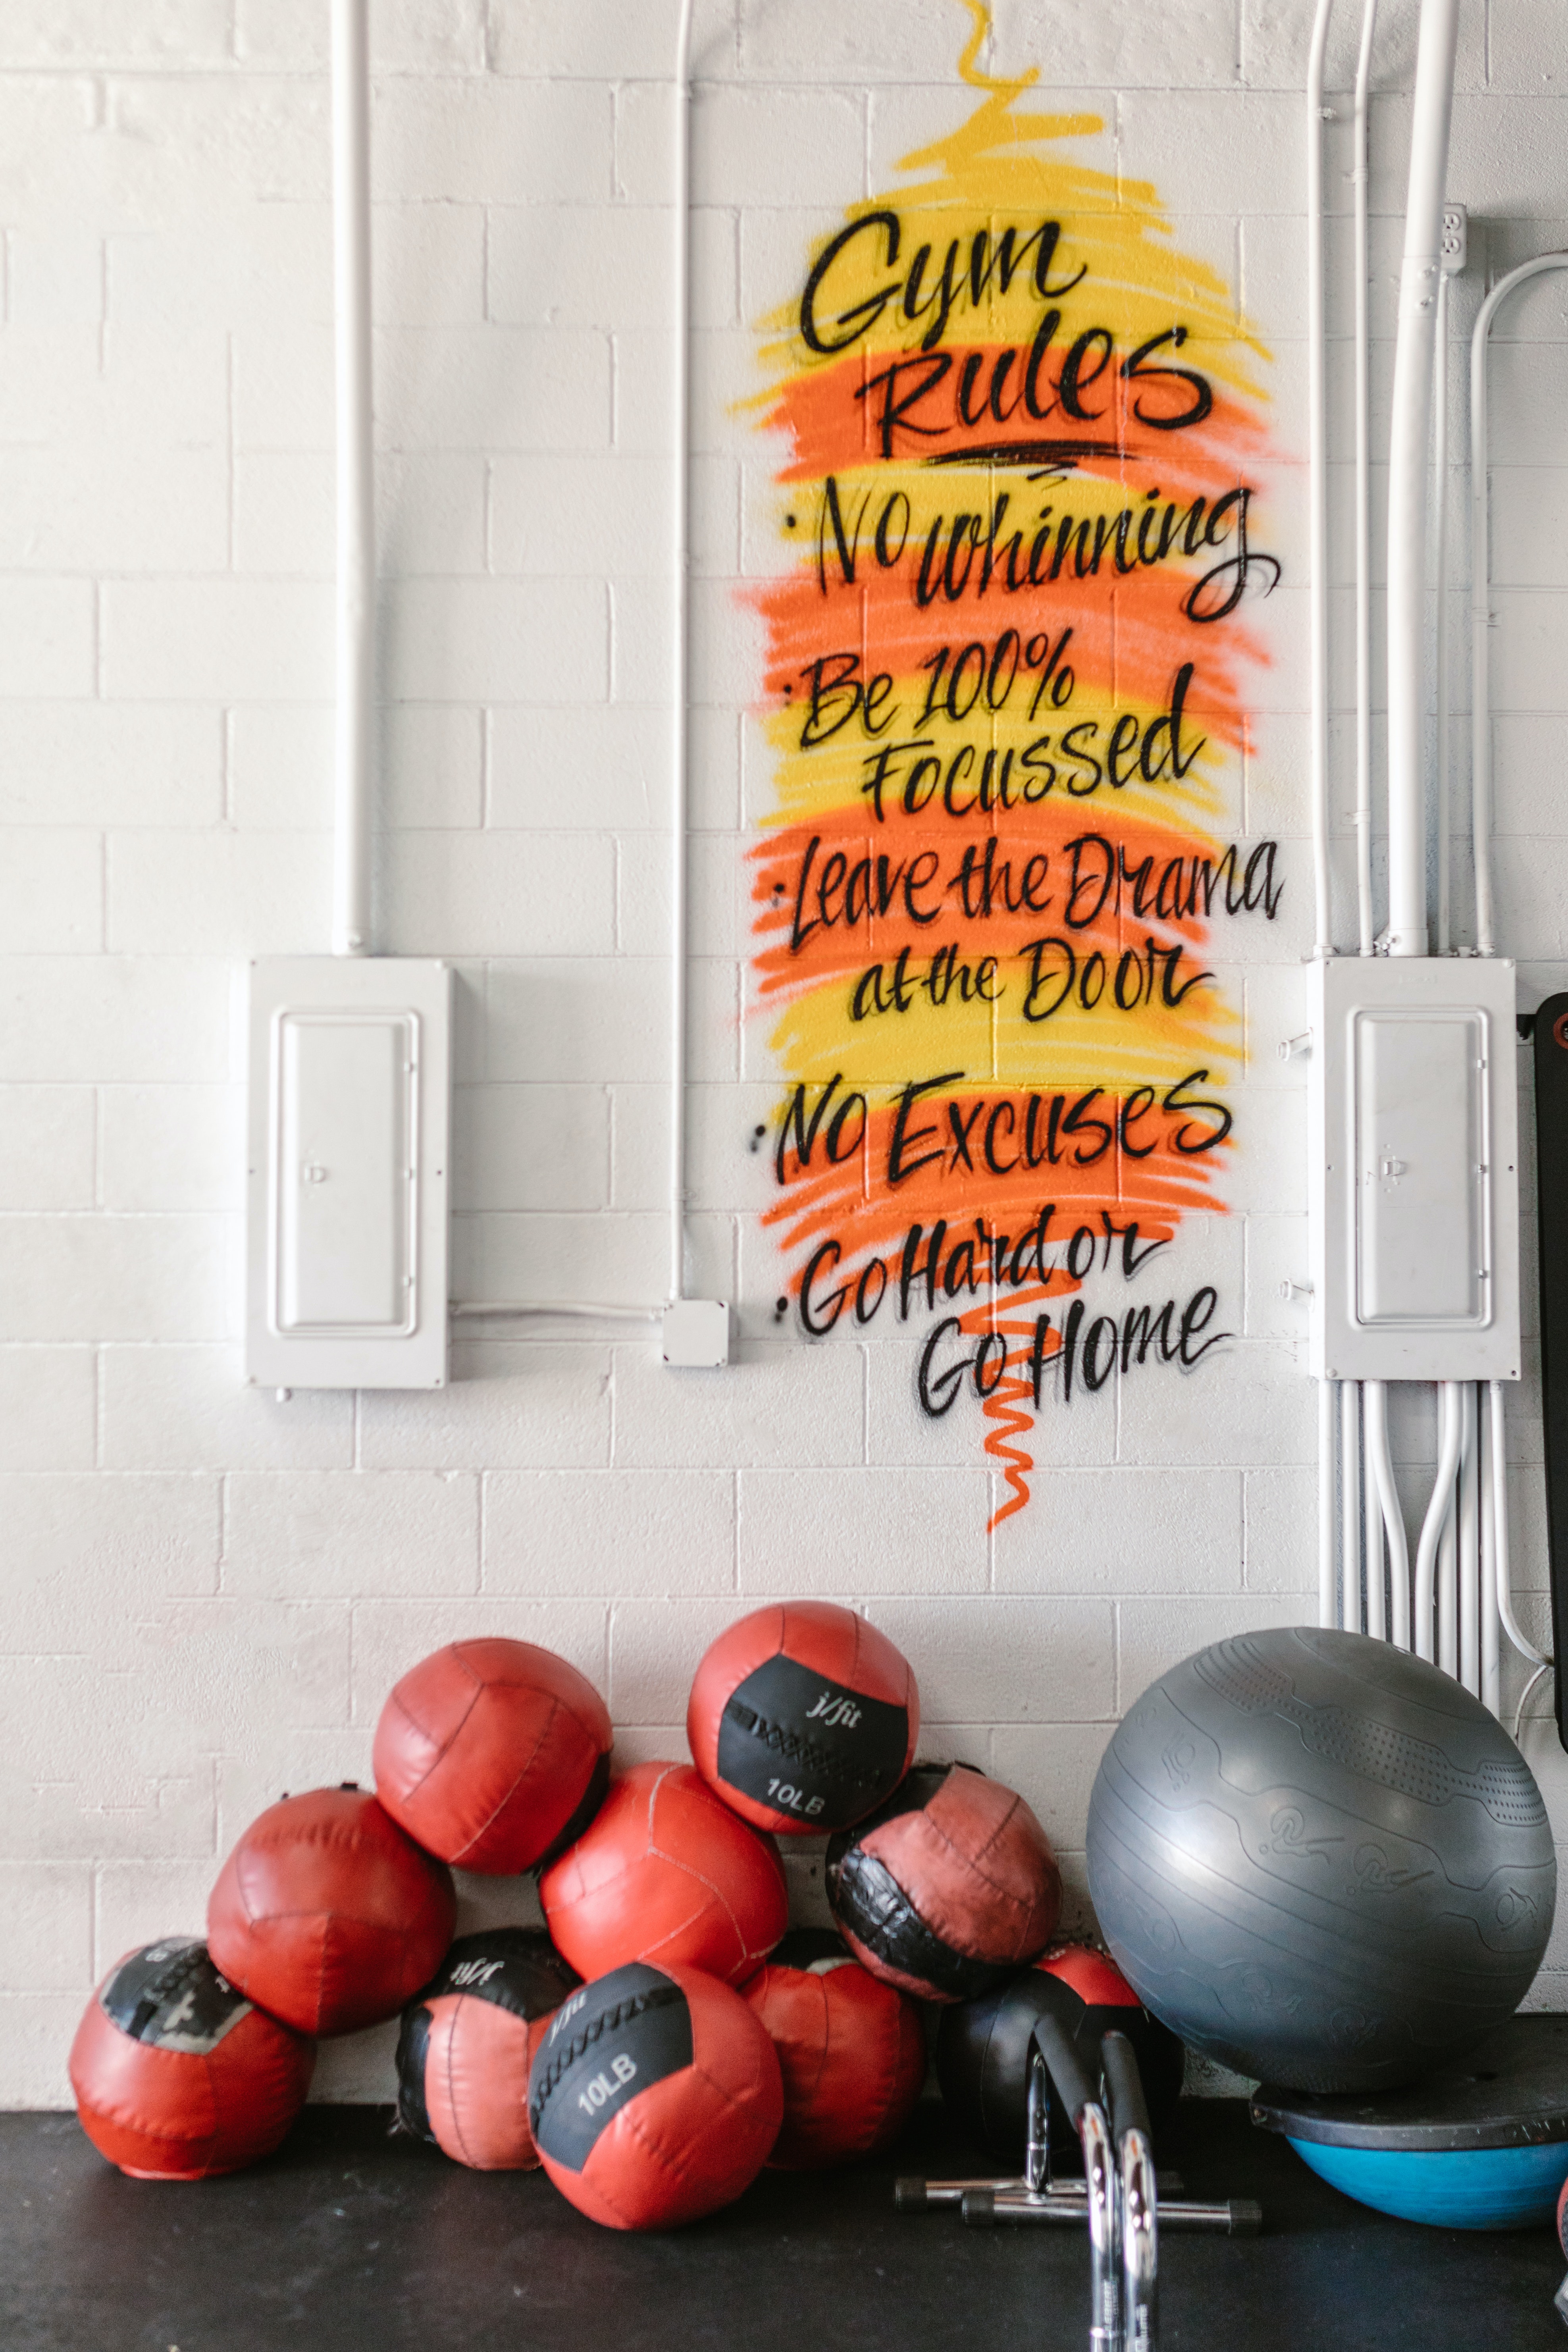 Gym
Rules
· No whinning
· Be 100%
Focussed
· Leave the Drama
at the Door
· No Excuses
· Go Hard or
Go Home
j/fit
10LB
j/fit
10LB